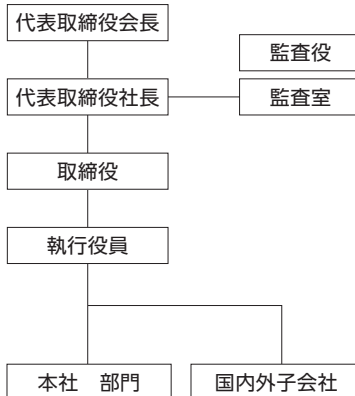 代表取締役会長
監査役
代表取締役社長
監査室
取締役
執行役員
本社　部門
国内外子会社